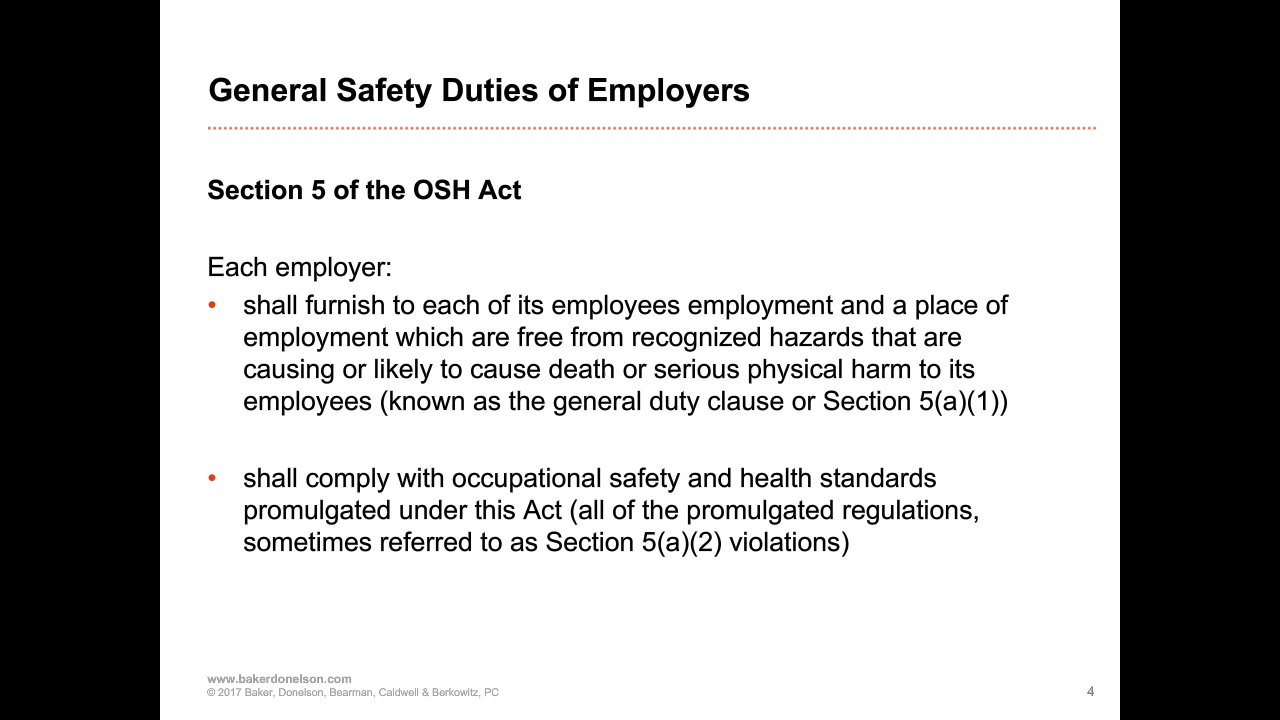 General Safety Duties of Employers
Section 5 of the OSH Act
Each employer:
• shall furnish to each of its employees employment and a place of
employment which are free from recognized hazards that are
causing or likely to cause death or serious physical harm to its
employees (known as the general duty clause or Section 5(a)(1))
• shall comply with occupational safety and health standards
promulgated under this Act (all of the promulgated regulations,
sometimes referred to as Section 5(a)(2) violations)
www.bakerdonelson.com
© 2017 Baker, Donelson, Bearman, Caldwell & Berkowitz, PC
4